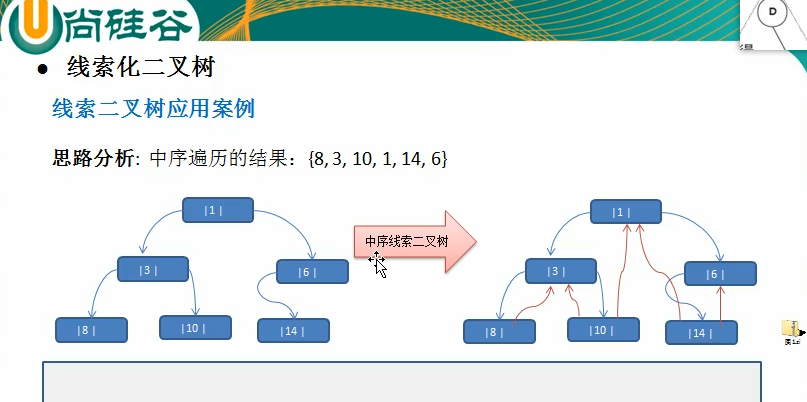 尚硅谷
D
线索化二叉树
线索二叉树应用案例
思路分析: 中序遍历的结果：{8, 3, 10, 1, 14, 6}
|1 |
|3 |
|6 |
|8 |
|10 |
|14 |
中序线索二叉树
|1 |
|3 |
|6 |
|8 |
|10 |
|14 |